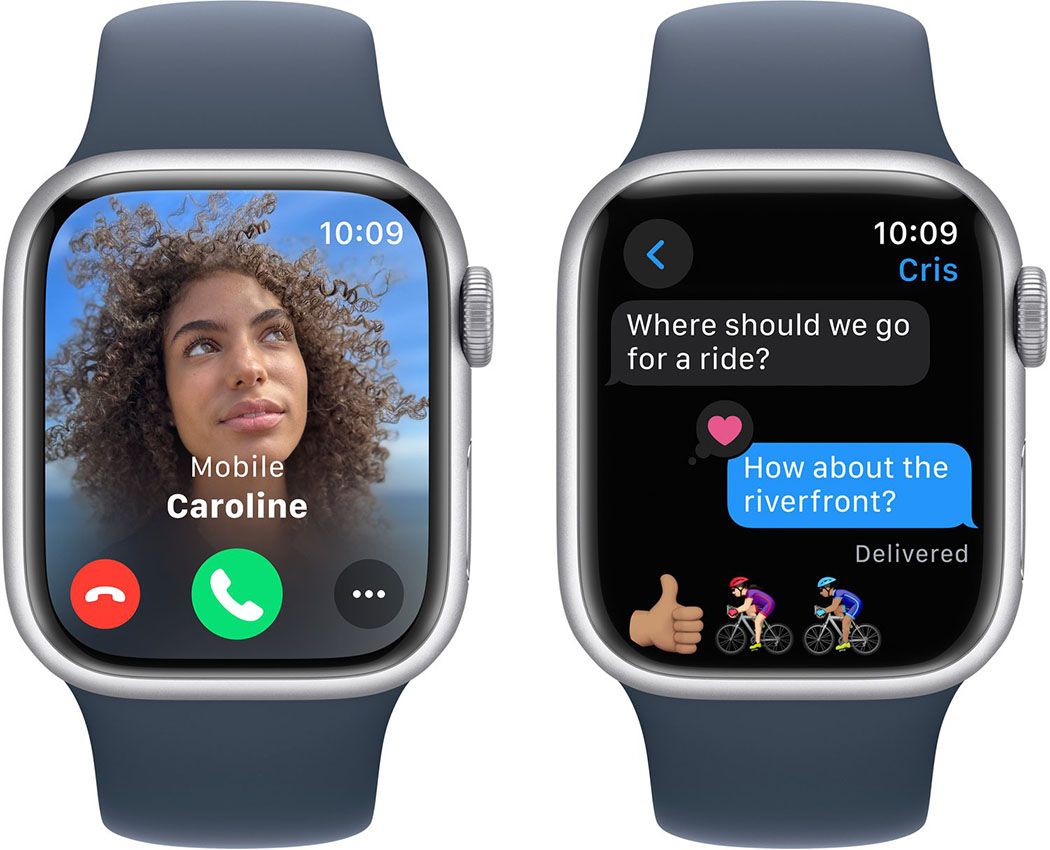 10:09
Mobile
Caroline
10:09
Cris
Where should we go
for a ride?
How about the
riverfront?
Delivered